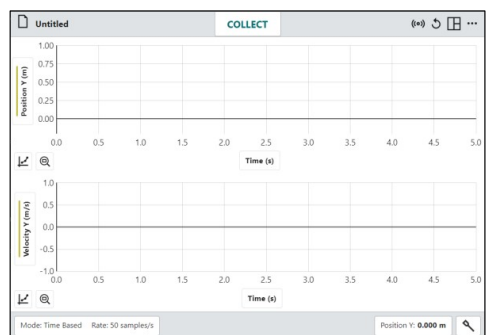 Untitled
COLLECT
1.00
0.75
0.50
0.25
0.00
Position Y (m)
0.0 0.5 1.0 1.5 2.0 2.5 3.0 3.5 4.0 4.5 5.0
Time (s)
1.0
0.5
0.0
-0.5
-1.0
Velocity Y (m/s)
0.0 0.5 1.0 1.5 2.0 2.5 3.0 3.5 4.0 4.5 5.0
Time (s)
Mode: Time Based Rate: 50 samples/s
Position Y: 0.000 m